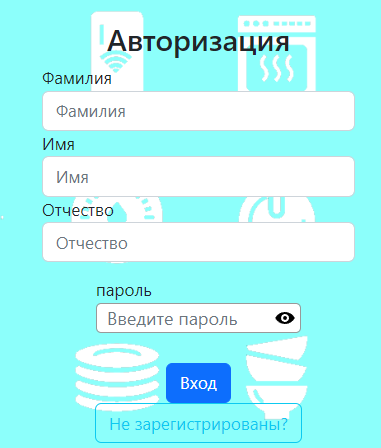 Авторизация
Фамилия
Фамилия
Имя
Имя
Отчество
Отчество
пароль
Введите пароль
Вход
Не зарегистрированы?